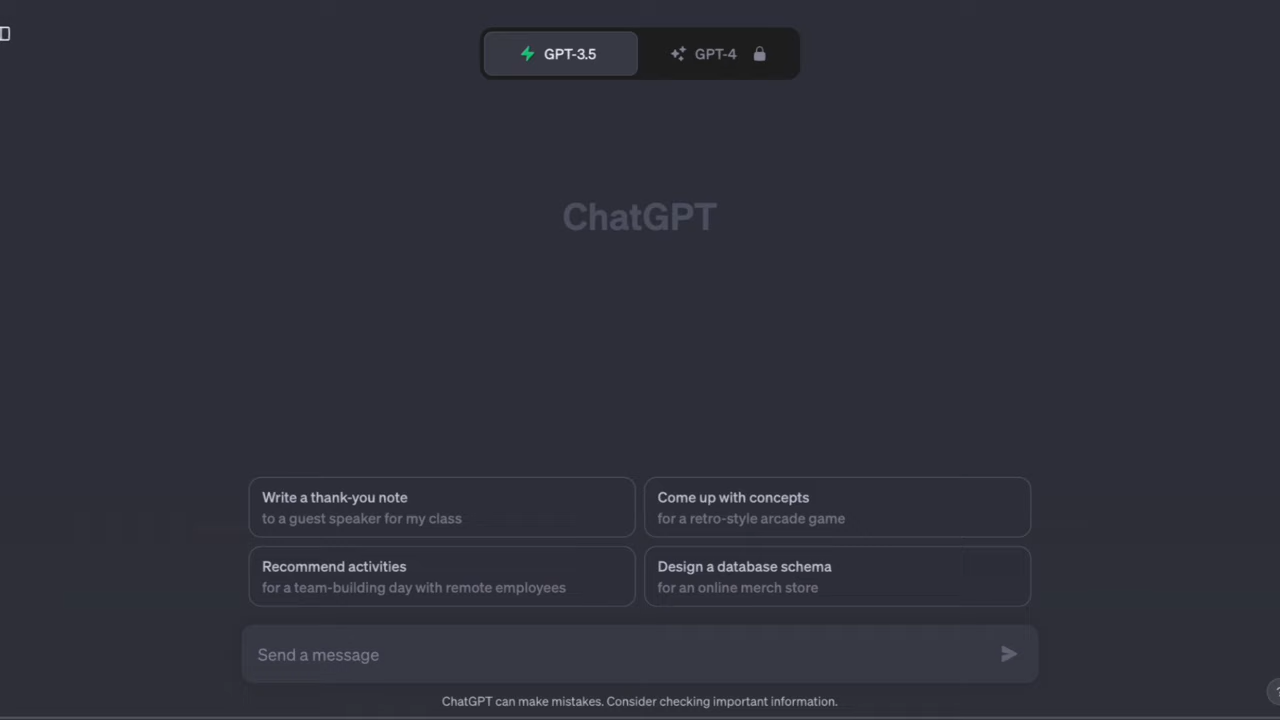 GPT-3.5
GPT-4
ChatGPT
Write a thank-you note
to a guest speaker for my class
Come up with concepts
for a retro-style arcade game
Recommend activities
for a team-building day with remote employees
Design a database schema
for an online merch store
Send a message
ChatGPT can make mistakes. Consider checking important information.
?